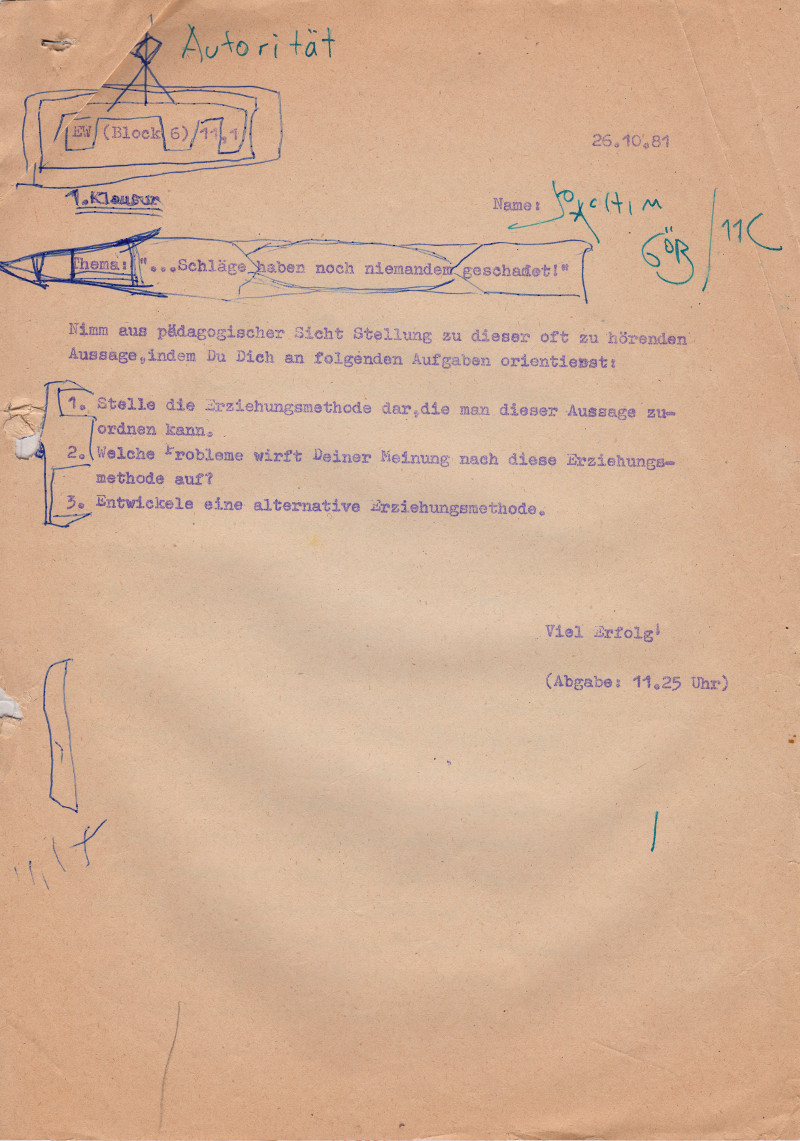 Autorität
EW (Block 6)/11,1
26.10.81
1.Klausur
Name: Joachim
Göß / 11C
Thema: "...Schläge haben noch niemandem geschadet!"
Nimm aus pädagogischer Sicht Stellung zu dieser oft zu hörenden
Aussage,indem Du Dich an folgenden Aufgaben orientierst:
1. Stelle die Erziehungsmethode dar,die man dieser Aussage zu-
ordnen kann.
2. Welche Probleme wirft Deiner Meinung nach diese Erziehungs-
methode auf?
3. Entwickele eine alternative Erziehungsmethode.
Viel Erfolg!
(Abgabe: 11.25 Uhr)